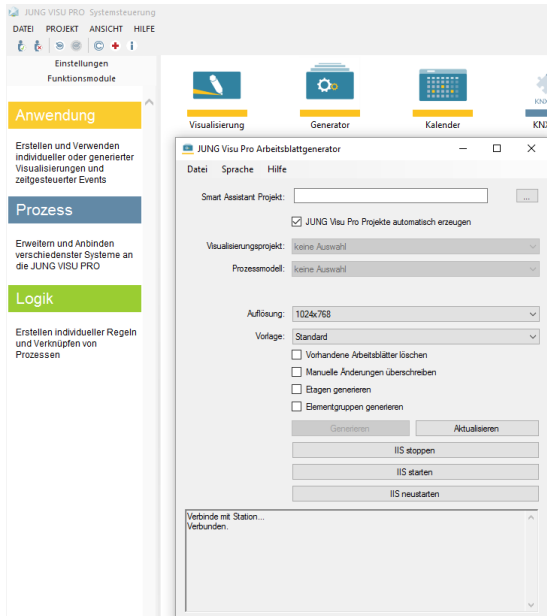 JUNG VISU PRO Systemsteuerung
DATEI PROJEKT ANSICHT HILFE
Einstellungen
Funktionsmodule
Anwendung
Erstellen und Verwenden
individueller oder generierter
Visualisierungen und
zeitgesteuerter Events
Prozess
Erweitern und Anbinden
verschiedenster Systeme an
die JUNG VISU PRO
Logik
Erstellen individueller Regeln
und Verknüpfen von
Prozessen
Visualisierung
Generator
Kalender
KNX
JUNG Visu Pro Arbeitsblattgenerator
Datei Sprache Hilfe
Smart Assistant Projekt:
...
JUNG Visu Pro Projekte automatisch erzeugen
Visualisierungsprojekt: keine Auswahl
Prozessmodell: keine Auswahl
Auflösung: 1024x768
Vorlage: Standard
Vorhandene Arbeitsblätter löschen
Manuelle Änderungen überschreiben
Etagen generieren
Elementgruppen generieren
Generieren Aktualisieren
IIS stoppen
IIS starten
IIS neustarten
Verbinde mit Station...
Verbunden.